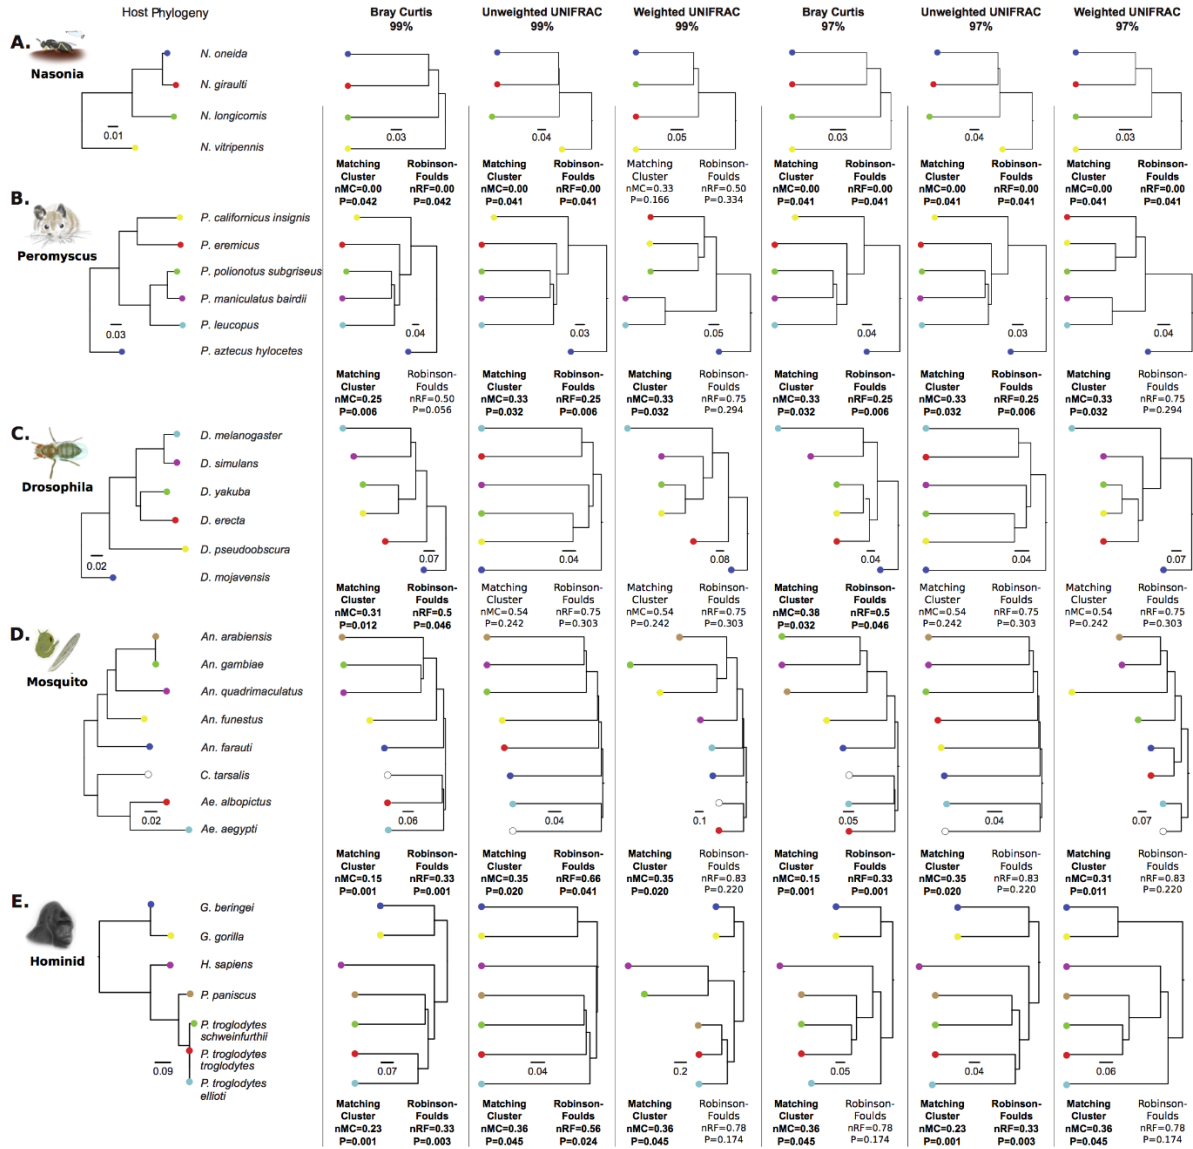 Host Phylogeny
Bray Curtis
99%
Unweighted UNIFRAC
99%
Weighted UNIFRAC
99%
Bray Curtis
97%
Unweighted UNIFRAC
97%
Weighted UNIFRAC
97%
A.
Nasonia
N. oneida
N. giraulti
N. longicornis
N. vitripennis
0.01
0.03
0.04
0.05
0.03
0.04
0.03
Matching Cluster nMC=0.00 P=0.042
Robinson-Foulds nRF=0.00 P=0.042
Matching Cluster nMC=0.00 P=0.041
Robinson-Foulds nRF=0.00 P=0.041
Matching Cluster nMC=0.33 P=0.166
Robinson-Foulds nRF=0.50 P=0.334
Matching Cluster nMC=0.00 P=0.041
Robinson-Foulds nRF=0.00 P=0.041
Matching Cluster nMC=0.00 P=0.041
Robinson-Foulds nRF=0.00 P=0.041
Matching Cluster nMC=0.00 P=0.041
Robinson-Foulds nRF=0.00 P=0.041
B.
Peromyscus
P. californicus insignis
P. eremicus
P. polionotus subgriseus
P. maniculatus bairdii
P. leucopus
P. aztecus hylocetes
0.03
0.04
0.03
0.05
0.04
0.03
0.04
Matching Cluster nMC=0.25 P=0.006
Robinson-Foulds nRF=0.50 P=0.056
Matching Cluster nMC=0.33 P=0.032
Robinson-Foulds nRF=0.25 P=0.006
Matching Cluster nMC=0.33 P=0.032
Robinson-Foulds nRF=0.75 P=0.294
Matching Cluster nMC=0.33 P=0.032
Robinson-Foulds nRF=0.25 P=0.006
Matching Cluster nMC=0.33 P=0.032
Robinson-Foulds nRF=0.25 P=0.006
Matching Cluster nMC=0.33 P=0.032
Robinson-Foulds nRF=0.75 P=0.294
C.
Drosophila
D. melanogaster
D. simulans
D. yakuba
D. erecta
D. pseudoobscura
D. mojavensis
0.02
0.07
0.04
0.08
0.04
0.04
0.07
Matching Cluster nMC=0.31 P=0.012
Robinson-Foulds nRF=0.5 P=0.046
Matching Cluster nMC=0.54 P=0.242
Robinson-Foulds nRF=0.75 P=0.303
Matching Cluster nMC=0.54 P=0.242
Robinson-Foulds nRF=0.75 P=0.303
Matching Cluster nMC=0.38 P=0.032
Robinson-Foulds nRF=0.5 P=0.046
Matching Cluster nMC=0.54 P=0.242
Robinson-Foulds nRF=0.75 P=0.303
Matching Cluster nMC=0.54 P=0.242
Robinson-Foulds nRF=0.75 P=0.303
D.
Mosquito
An. arabiensis
An. gambiae
An. quadrimaculatus
An. funestus
An. farauti
C. tarsalis
Ae. albopictus
Ae. aegypti
0.02
0.06
0.04
0.1
0.05
0.04
0.07
Matching Cluster nMC=0.15 P=0.001
Robinson-Foulds nRF=0.33 P=0.001
Matching Cluster nMC=0.35 P=0.020
Robinson-Foulds nRF=0.66 P=0.041
Matching Cluster nMC=0.35 P=0.020
Robinson-Foulds nRF=0.83 P=0.220
Matching Cluster nMC=0.15 P=0.001
Robinson-Foulds nRF=0.33 P=0.001
Matching Cluster nMC=0.35 P=0.020
Robinson-Foulds nRF=0.83 P=0.220
Matching Cluster nMC=0.31 P=0.011
Robinson-Foulds nRF=0.83 P=0.220
E.
Hominid
G. beringei
G. gorilla
H. sapiens
P. paniscus
P. troglodytes
schweinfurthii
P. troglodytes
troglodytes
P. troglodytes
ellioti
0.09
0.07
0.04
0.2
0.05
0.04
0.06
Matching Cluster nMC=0.23 P=0.001
Robinson-Foulds nRF=0.33 P=0.003
Matching Cluster nMC=0.36 P=0.045
Robinson-Foulds nRF=0.56 P=0.024
Matching Cluster nMC=0.36 P=0.045
Robinson-Foulds nRF=0.78 P=0.174
Matching Cluster nMC=0.36 P=0.045
Robinson-Foulds nRF=0.78 P=0.174
Matching Cluster nMC=0.23 P=0.001
Robinson-Foulds nRF=0.33 P=0.003
Matching Cluster nMC=0.36 P=0.045
Robinson-Foulds nRF=0.78 P=0.174